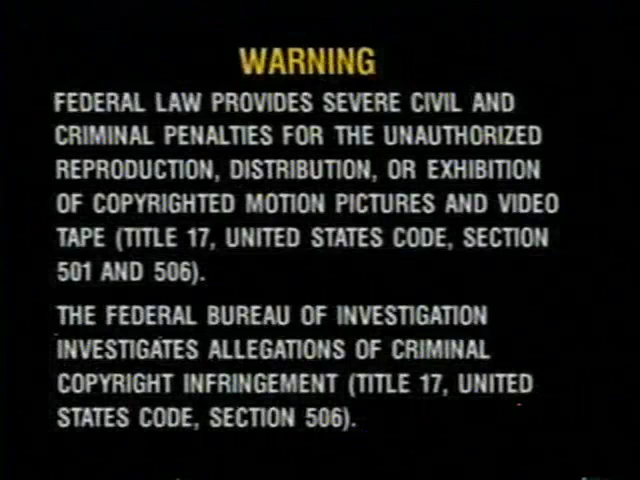 WARNING
FEDERAL LAW PROVIDES SEVERE CIVIL AND
CRIMINAL PENALTIES FOR THE UNAUTHORIZED
REPRODUCTION, DISTRIBUTION, OR EXHIBITION
OF COPYRIGHTED MOTION PICTURES AND VIDEO
TAPE (TITLE 17, UNITED STATES CODE, SECTION
501 AND 506).
THE FEDERAL BUREAU OF INVESTIGATION
INVESTIGATES ALLEGATIONS OF CRIMINAL
COPYRIGHT INFRINGEMENT (TITLE 17, UNITED
STATES CODE, SECTION 506).